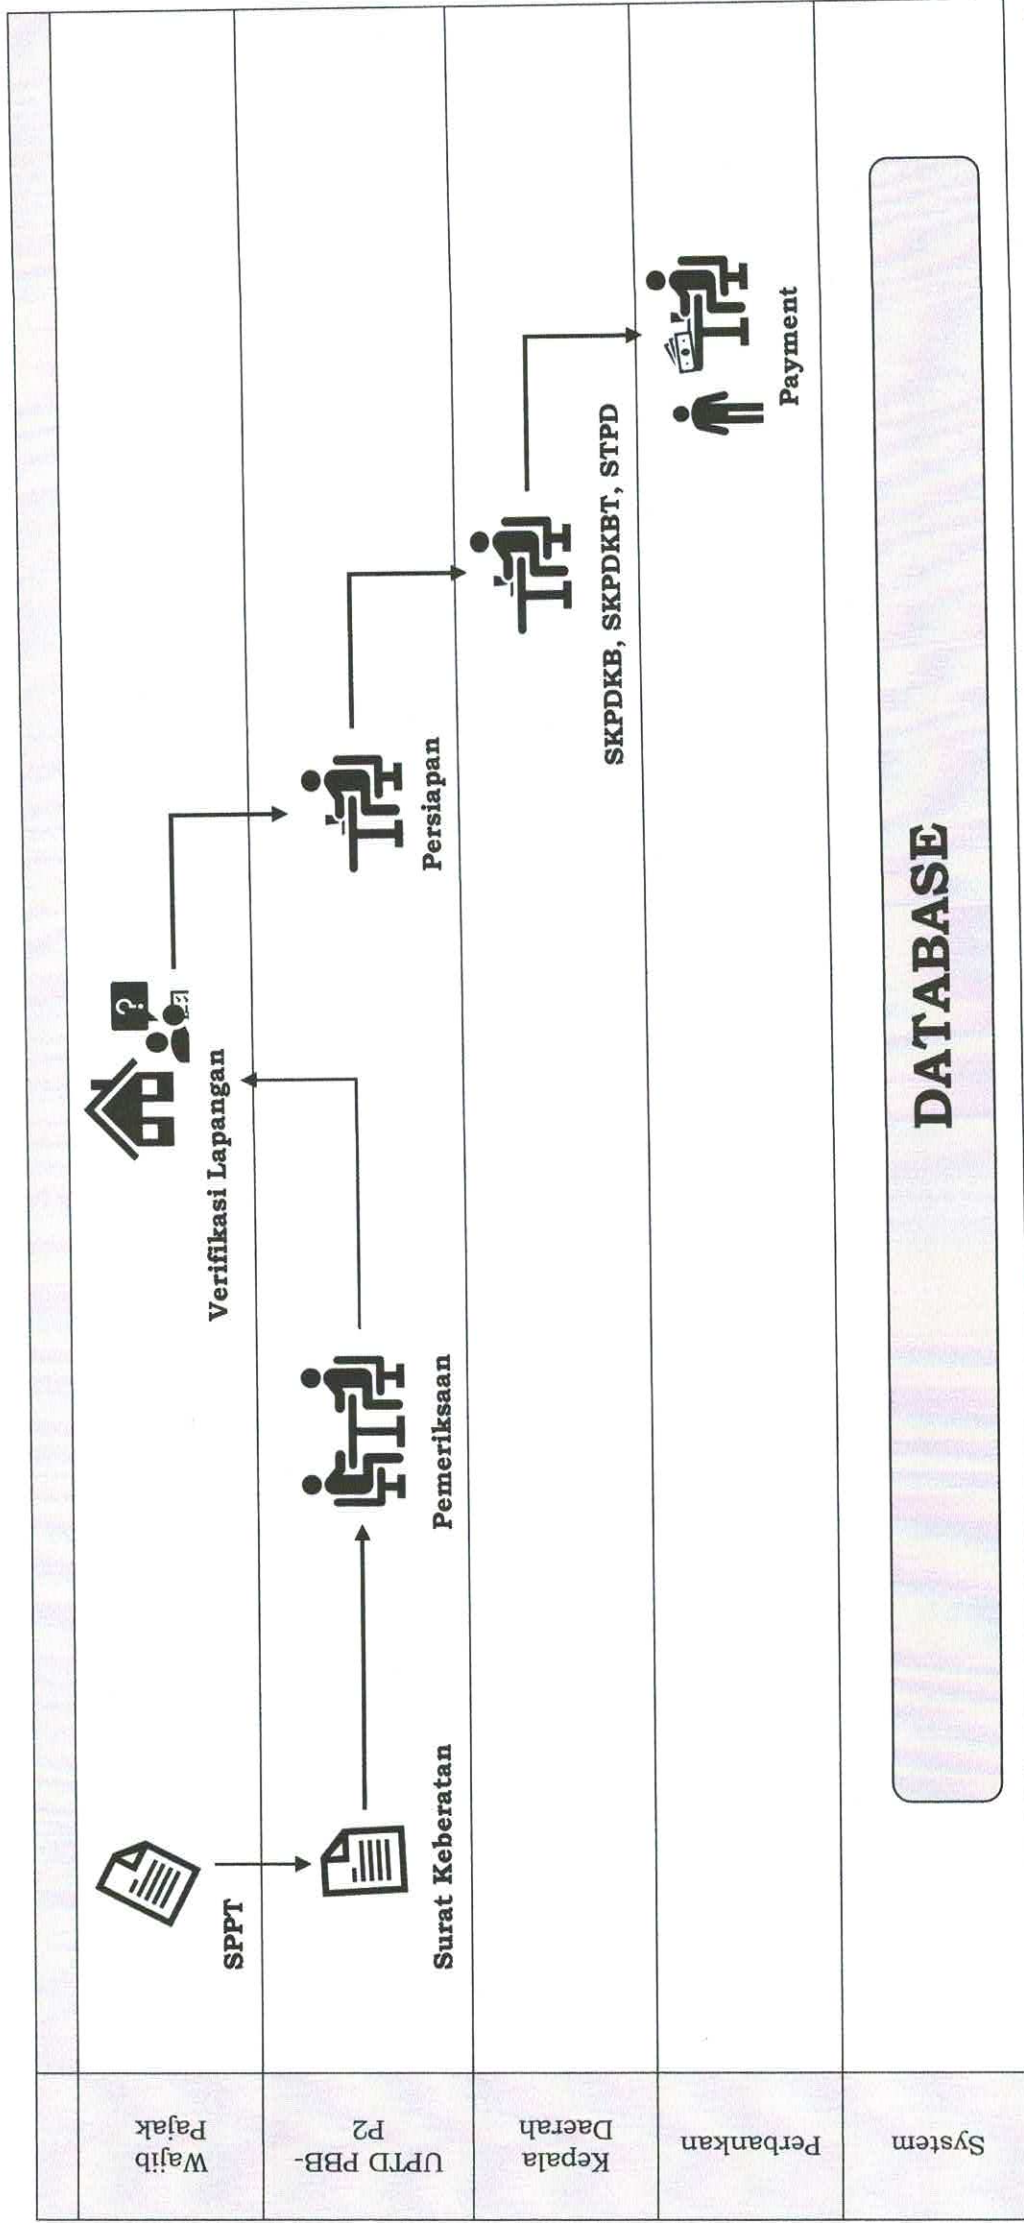 Wajib
Pajak
SPPT
Verifikasi Lapangan
?
UPTD PBB-
P2
Surat Keberatan
Pemeriksaan
Persiapan
Kepala
Daerah
SKPDKB, SKPDKBT, STPD
Perbankan
Payment
System
DATABASE